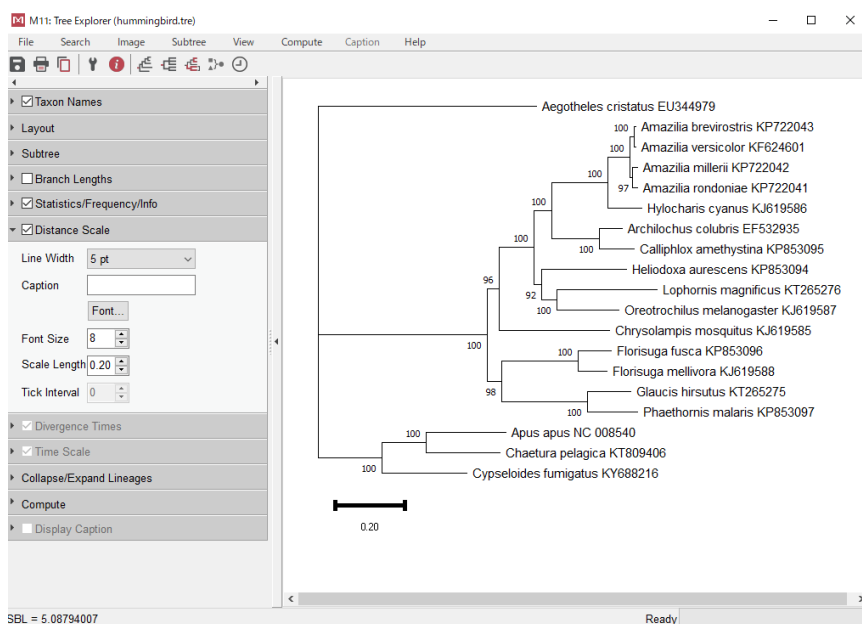 M11: Tree Explorer (hummingbird.tre)
File Search Image Subtree View Compute Caption Help
Taxon Names
Layout
Subtree
Branch Lengths
Statistics/Frequency/Info
Distance Scale
Line Width 5 pt
Caption
Font...
Font Size 8
Scale Length 0.20
Tick Interval 0
Divergence Times
Time Scale
Collapse/Expand Lineages
Compute
Display Caption
Aegotheles cristatus EU344979
100 Amazilia brevirostris KP722043
Amazilia versicolor KF624601
100
Amazilia millerii KP722042
100
97 Amazilia rondoniae KP722041
100
Hylocharis cyanus KJ619586
Archilochus colubris EF532935
100
100 Calliphlox amethystina KP853095
Heliodoxa aurescens KP853094
96
Lophornis magnificus KT265276
92
100 Oreotrochilus melanogaster KJ619587
Chrysolampis mosquitus KJ619585
100
100 Florisuga fusca KP853096
Florisuga mellivora KJ619588
98
Glaucis hirsutus KT265275
100 Phaethornis malaris KP853097
100 Apus apus NC 008540
Chaetura pelagica KT809406
100
Cypseloides fumigatus KY688216
0.20
SBL = 5.08794007 Ready